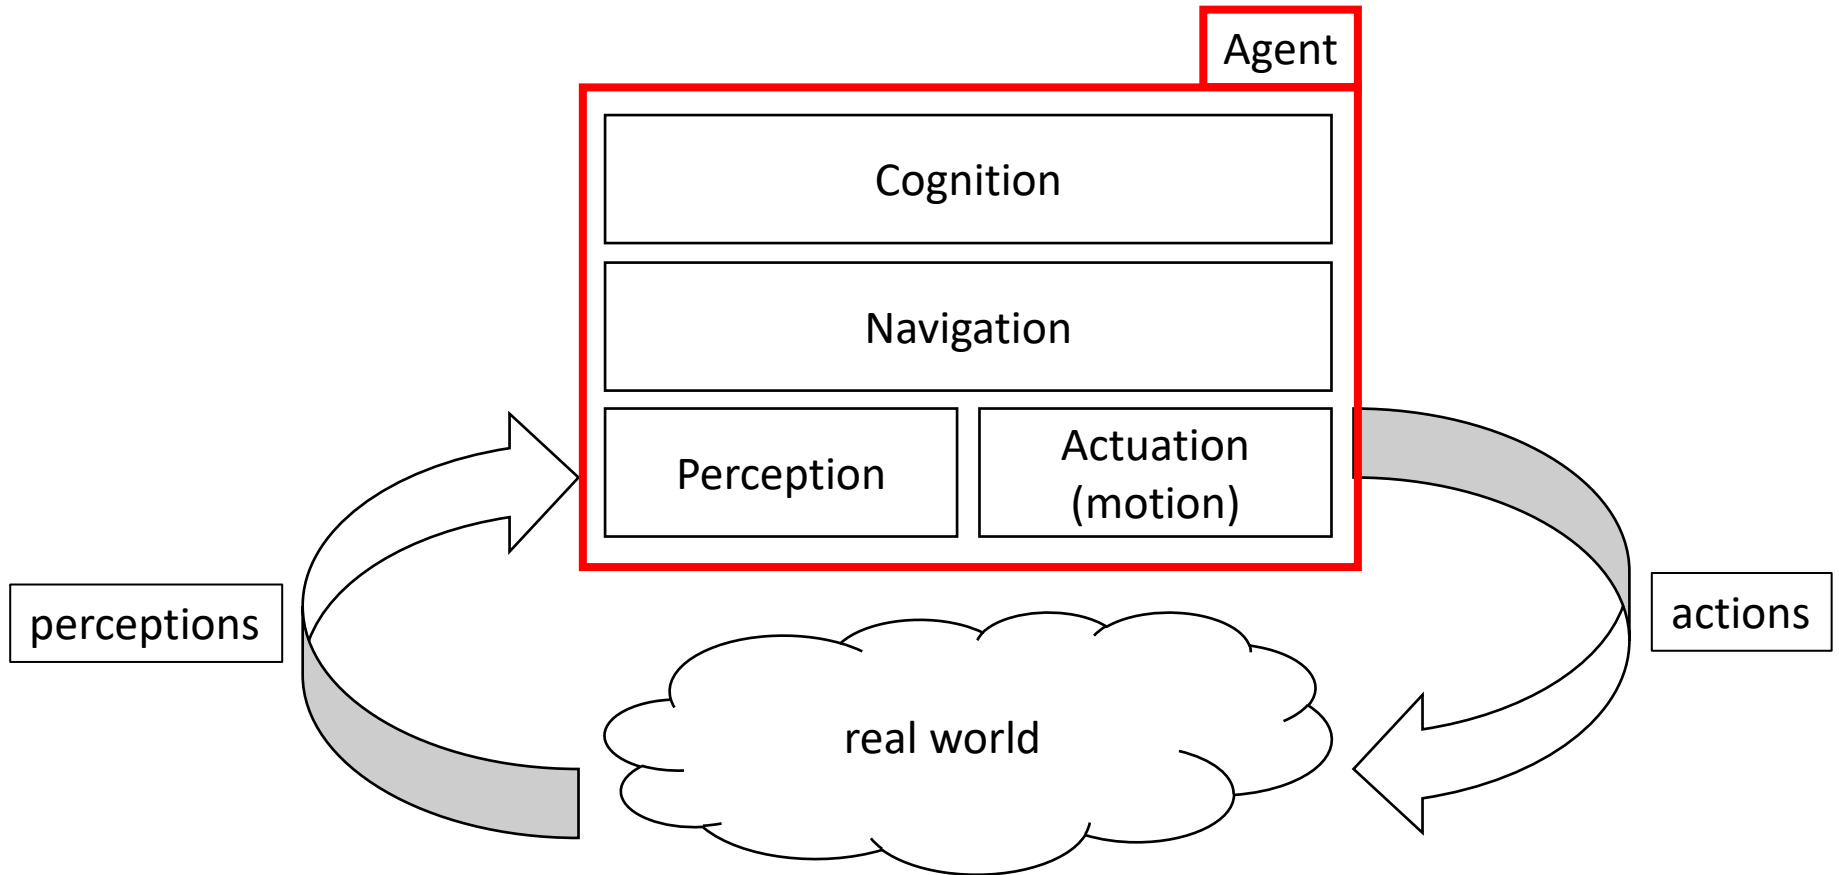 Agent
Cognition
Navigation
Perception
Actuation
(motion)
perceptions
actions
real world